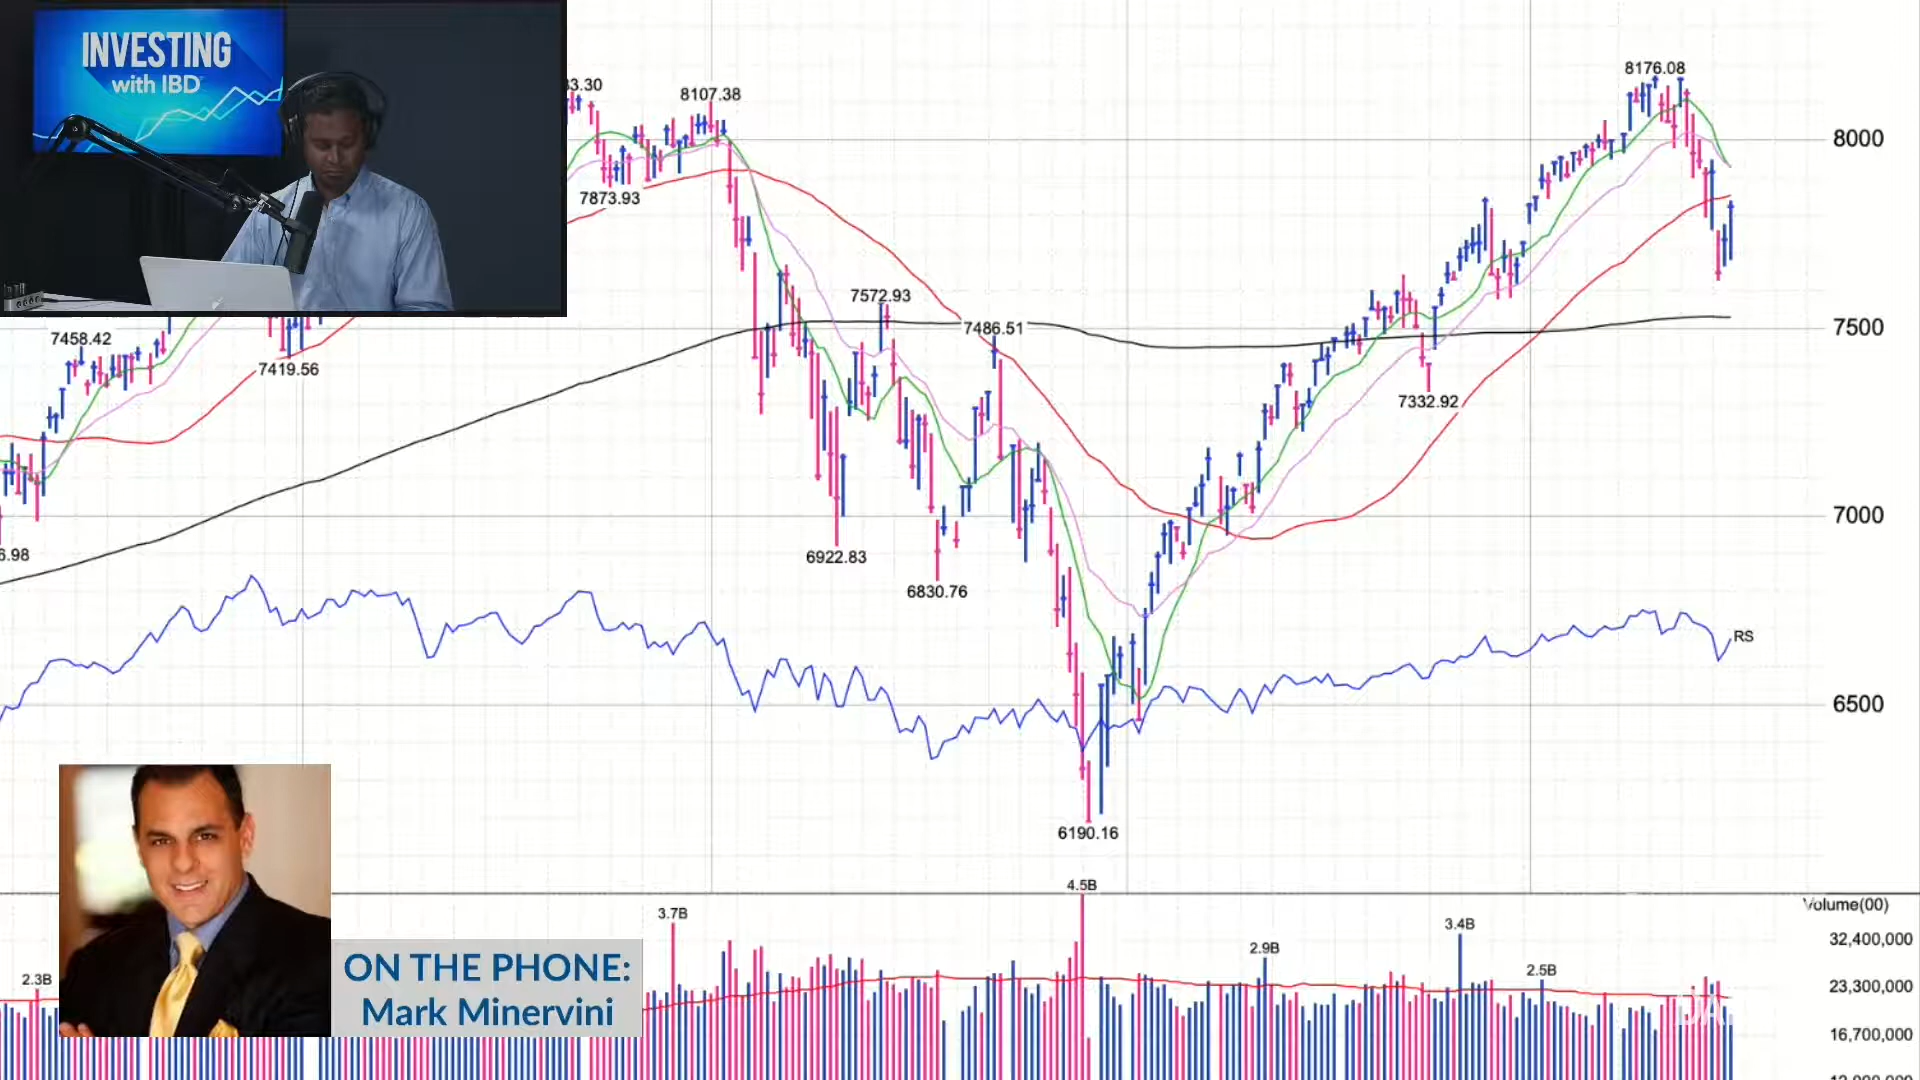 INVESTING
with IBD
33.30
8107.38
8176.08
8000
7873.93
7572.93
7486.51
7500
7458.42
7419.56
7332.92
7000
6.98
6922.83
6830.76
RS
6500
6190.16
4.5B
Volume(00)
3.7B
3.4B
32,400,000
2.9B
2.5B
2.3B
ON THE PHONE:
Mark Minervini
23,300,000
16,700,000